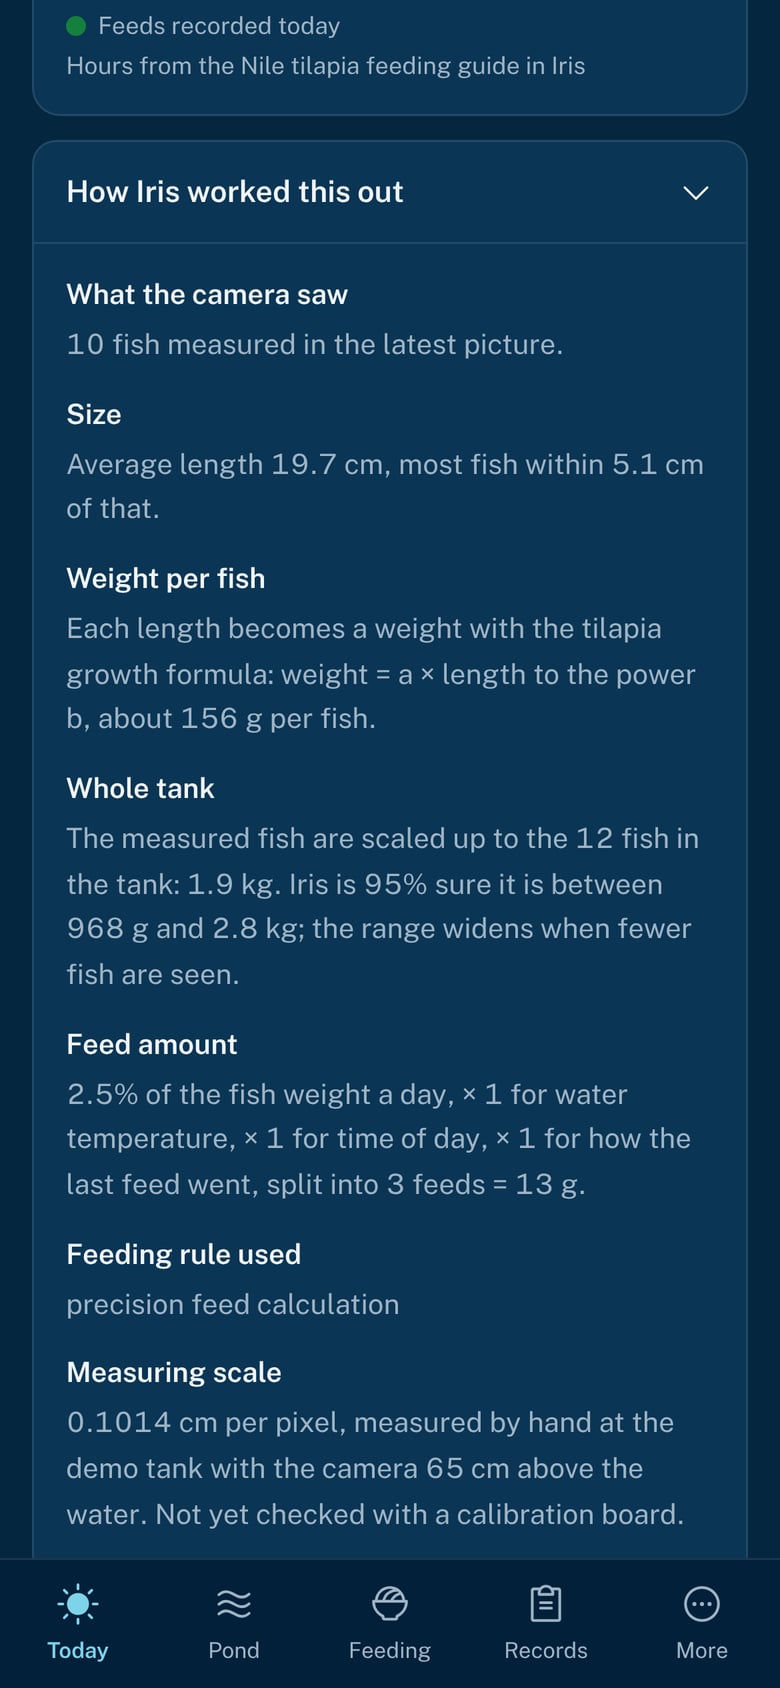 Feeds recorded today
Hours from the Nile tilapia feeding guide in Iris
How Iris worked this out
What the camera saw
10 fish measured in the latest picture.
Size
Average length 19.7 cm, most fish within 5.1 cm
of that.
Weight per fish
Each length becomes a weight with the tilapia
growth formula: weight = a × length to the power
b, about 156 g per fish.
Whole tank
The measured fish are scaled up to the 12 fish in
the tank: 1.9 kg. Iris is 95% sure it is between
968 g and 2.8 kg; the range widens when fewer
fish are seen.
Feed amount
2.5% of the fish weight a day, × 1 for water
temperature, × 1 for time of day, × 1 for how the
last feed went, split into 3 feeds = 13 g.
Feeding rule used
precision feed calculation
Measuring scale
0.1014 cm per pixel, measured by hand at the
demo tank with the camera 65 cm above the
water. Not yet checked with a calibration board.
Today
Pond
Feeding
Records
More